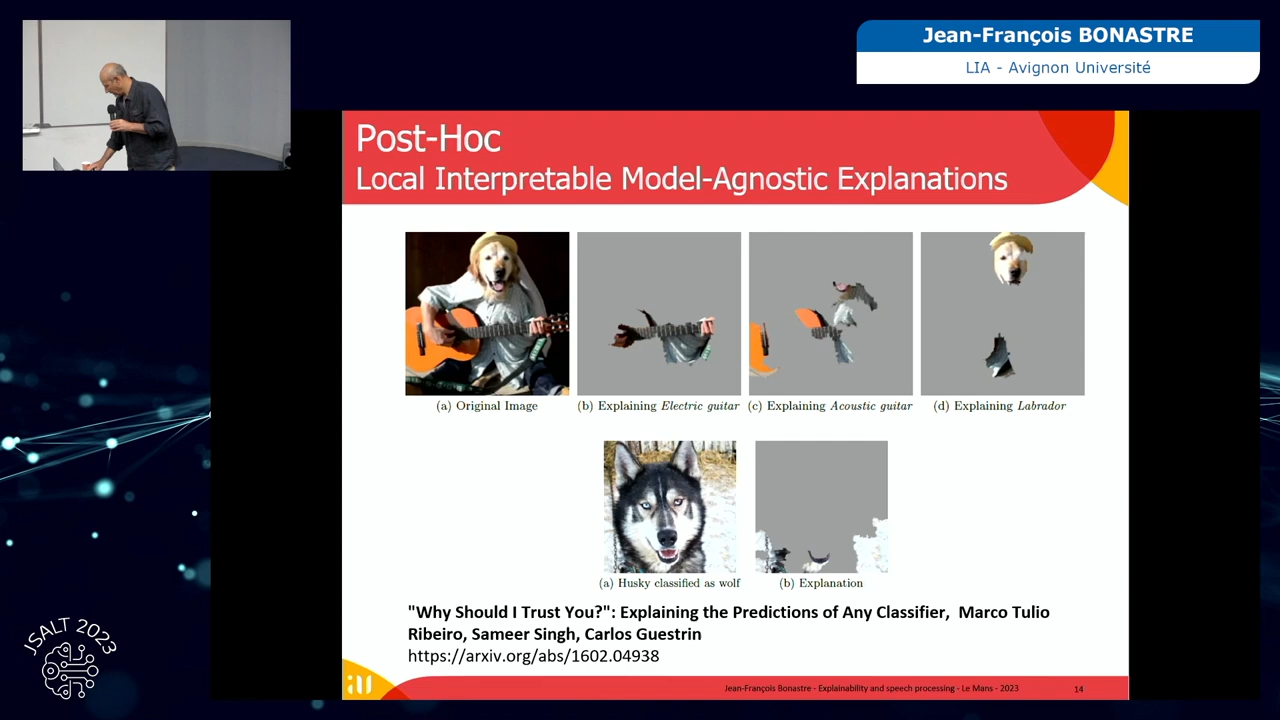 Jean-François BONASTRE
LIA - Avignon Université
Post-Hoc
Local Interpretable Model-Agnostic Explanations
(a) Original Image
(b) Explaining Electric guitar
(c) Explaining Acoustic guitar
(d) Explaining Labrador
(a) Husky classified as wolf
(b) Explanation
"Why Should I Trust You?": Explaining the Predictions of Any Classifier, Marco Tulio
Ribeiro, Sameer Singh, Carlos Guestrin
https://arxiv.org/abs/1602.04938
au
Jean-François Bonastre - Explainability and speech processing - Le Mans - 2023
14
JSALT 2023